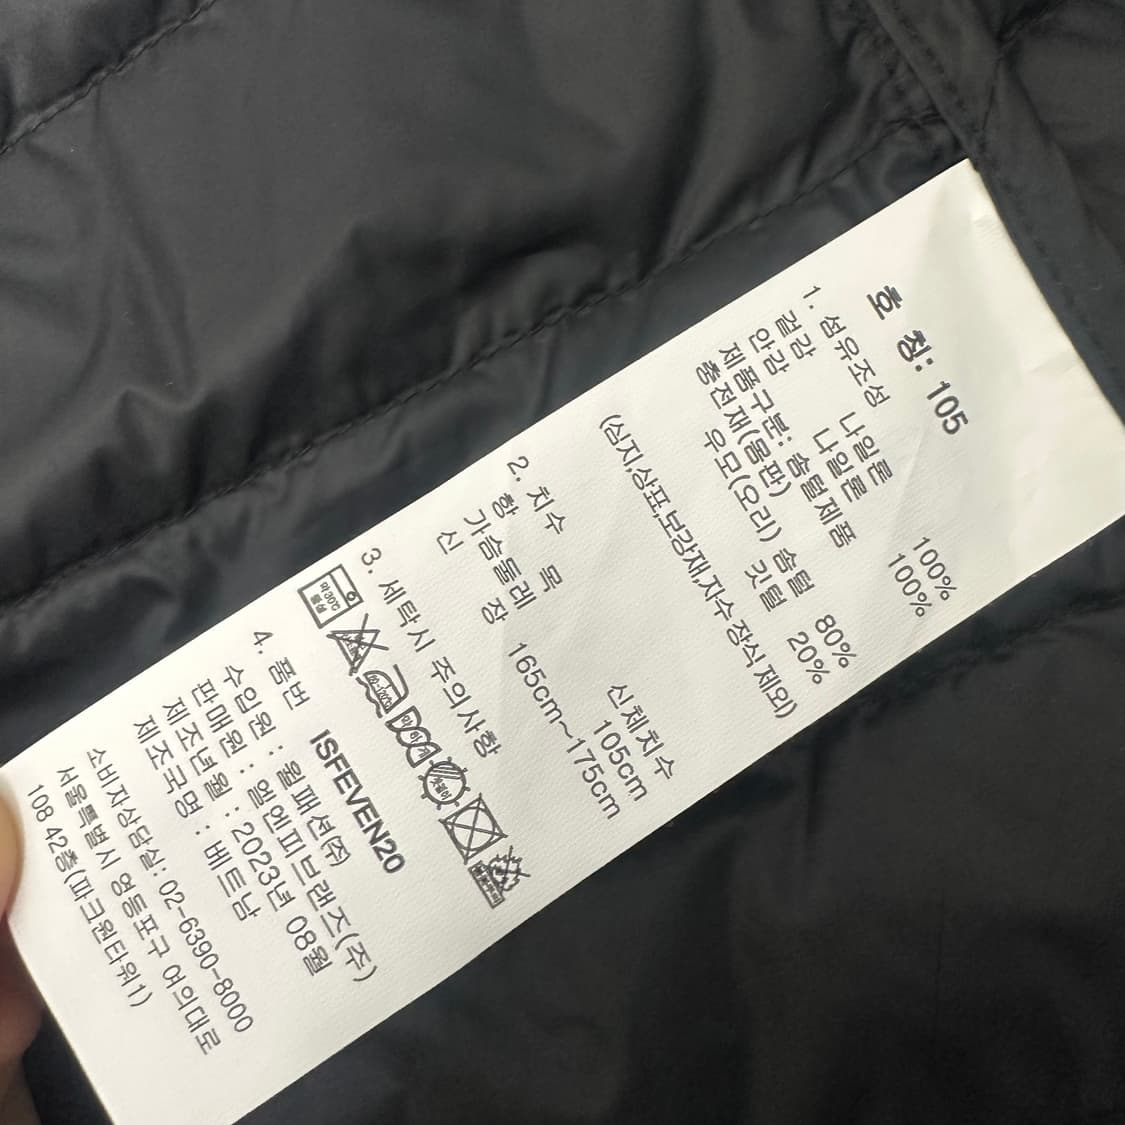 호 칭: 105
1. 섬유조성
겉감 나일론 100%
안감 나일론 100%
제품구분: 솜털제품
충전재(몸판)
우모(오리) 솜털 80%
깃털 20%
(심지,상표,보강재,자수 장식 제외)
2. 치수
항 목 신체치수
가슴둘레 105cm
신 장 165cm~175cm
3. 세탁시 주의사항
약30℃
중성
4. 품번 ISFEVEN20
수입원 : 월패션(주)
판매원 : 엘엔피브랜즈(주)
제조년월 : 2023년 08월
제조국명 : 베트남
소비자상담실: 02-6390-8000
서울특별시 영등포구 여의대로
108 42층(파크원타워1)